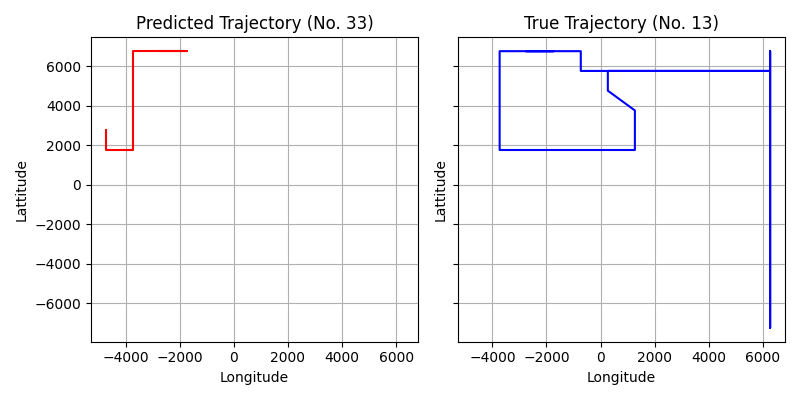 Predicted Trajectory (No. 33)
True Trajectory (No. 13)
6000
4000
2000
0
−2000
−4000
−6000
Lattitude
Lattitude
−4000 −2000 0 2000 4000 6000
−4000 −2000 0 2000 4000 6000
Longitude
Longitude